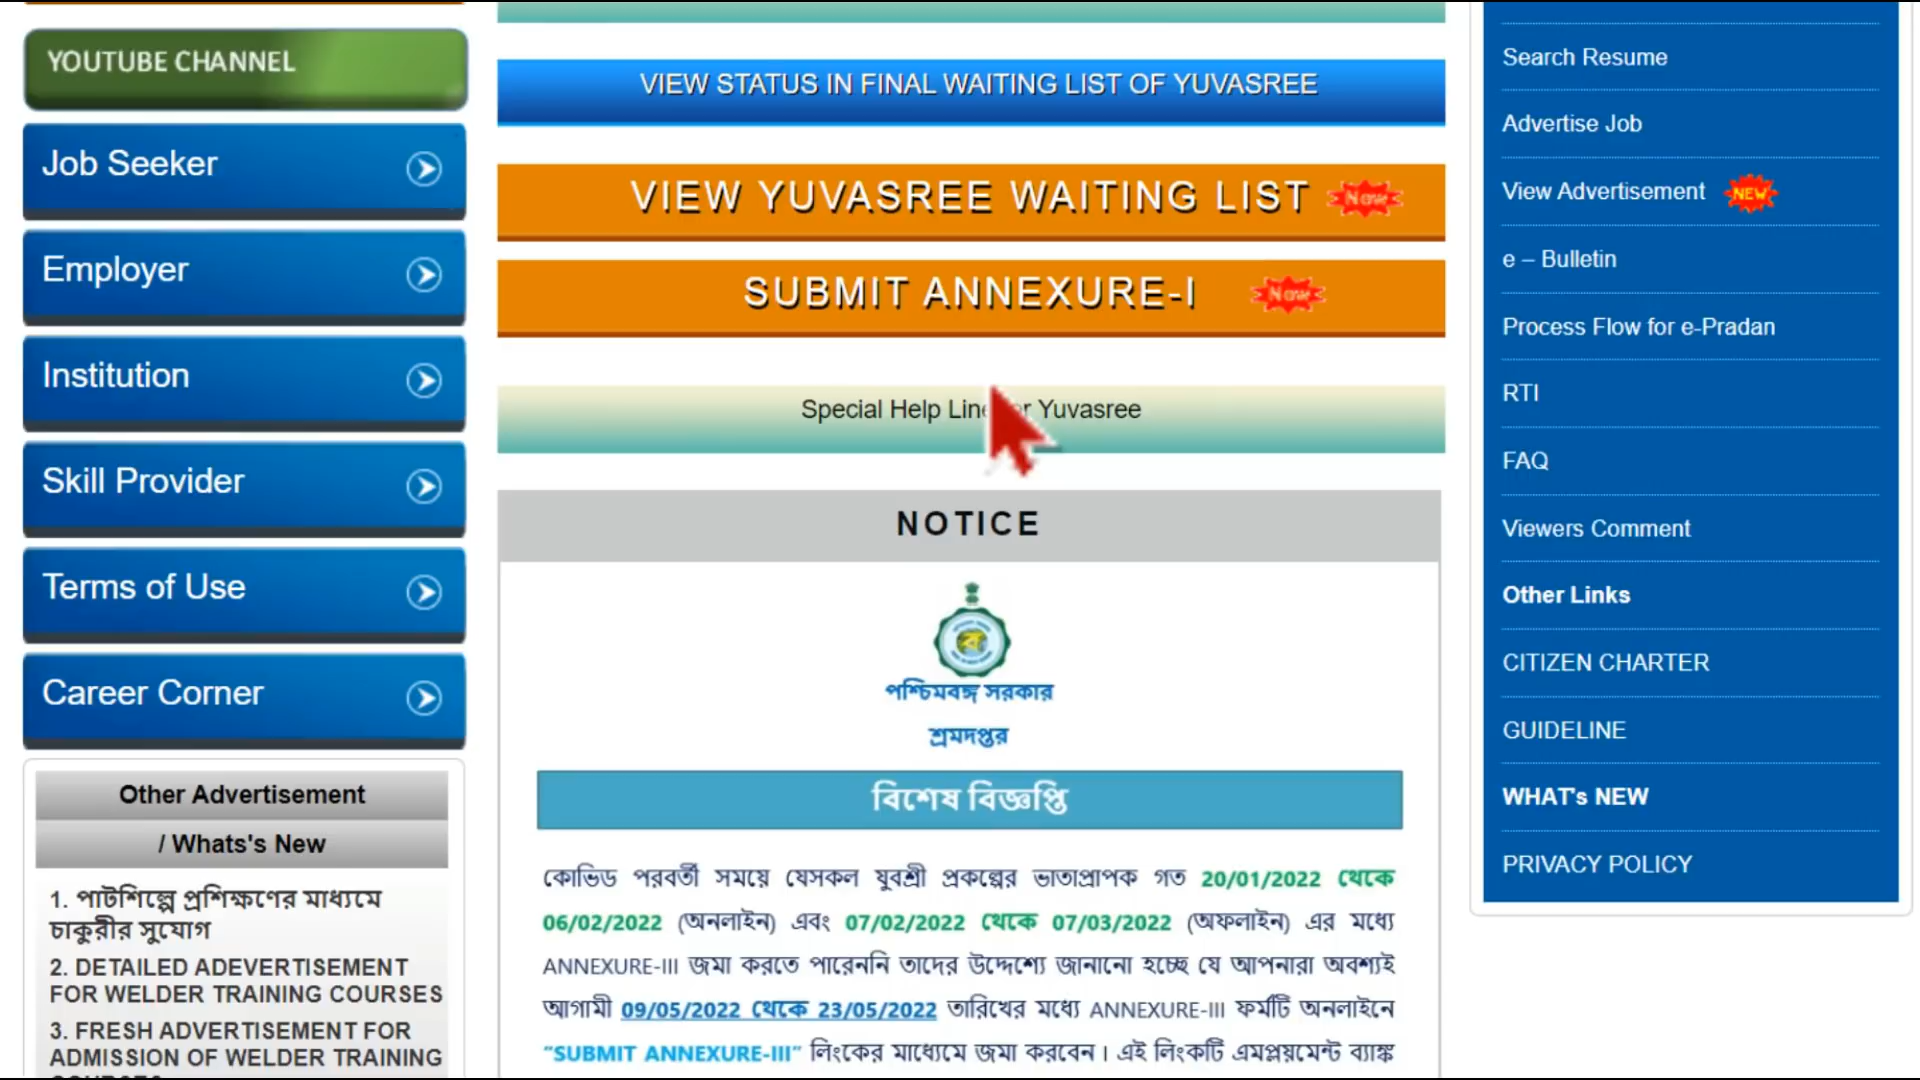 YOUTUBE CHANNEL
Job Seeker
Employer
Institution
Skill Provider
Terms of Use
Career Corner
Other Advertisement
/ Whats's New
1. পাটশিল্পে প্রশিক্ষণের মাধ্যমে
চাকুরীর সুযোগ
2. DETAILED ADEVERTISEMENT
FOR WELDER TRAINING COURSES
3. FRESH ADVERTISEMENT FOR
ADMISSION OF WELDER TRAINING
VIEW STATUS IN FINAL WAITING LIST OF YUVASREE
VIEW YUVASREE WAITING LIST New
SUBMIT ANNEXURE-I New
Special Help Line Yuvasree
NOTICE
পশ্চিমবঙ্গ সরকার
শ্রমদপ্তর
বিশেষ বিজ্ঞপ্তি
কোভিড পরবর্তী সময়ে যেসকল যুবশ্রী প্রকল্পের ভাতাপ্রাপক গত 20/01/2022 থেকে
06/02/2022 (অনলাইন) এবং 07/02/2022 থেকে 07/03/2022 (অফলাইন) এর মধ্যে
ANNEXURE-III জমা করতে পারেননি তাদের উদ্দেশ্যে জানানো হচ্ছে যে আপনারা অবশ্যই
আগামী 09/05/2022 থেকে 23/05/2022 তারিখের মধ্যে ANNEXURE-III ফর্মটি অনলাইনে
"SUBMIT ANNEXURE-III" লিংকের মাধ্যেমে জমা করবেন। এই লিংকটি এমপ্লয়মেন্ট ব্যাঙ্ক
Search Resume
Advertise Job
View Advertisement NEW
e – Bulletin
Process Flow for e-Pradan
RTI
FAQ
Viewers Comment
Other Links
CITIZEN CHARTER
GUIDELINE
WHAT's NEW
PRIVACY POLICY